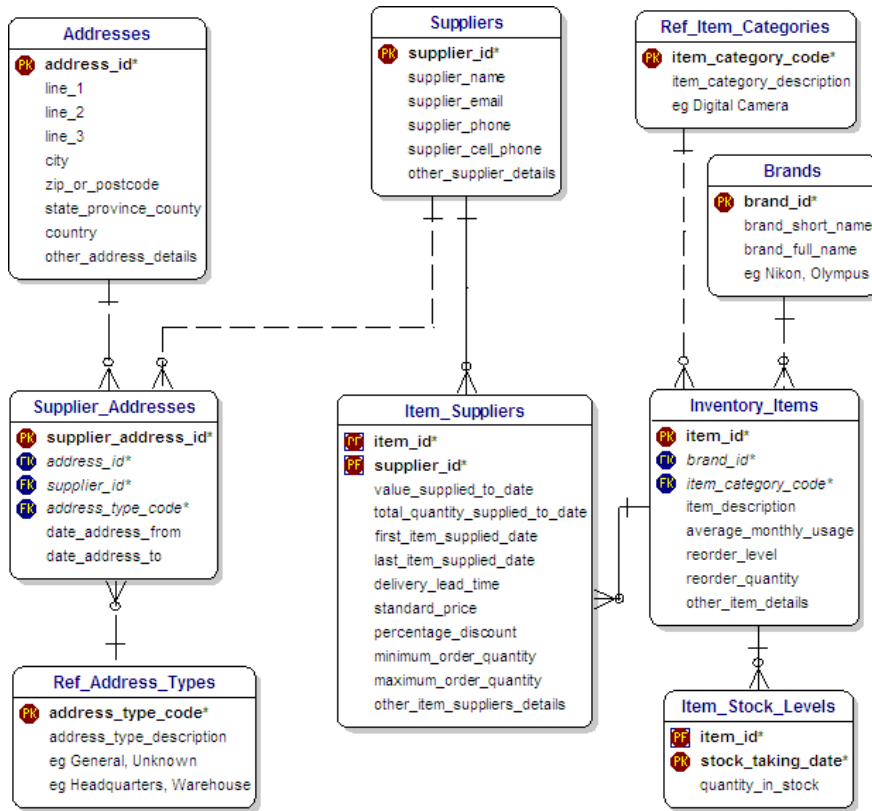 Addresses
PK address_id*
line_1
line_2
line_3
city
zip_or_postcode
state_province_county
country
other_address_details
Suppliers
PK supplier_id*
supplier_name
supplier_email
supplier_phone
supplier_cell_phone
other_supplier_details
Ref_Item_Categories
PK item_category_code*
item_category_description
eg Digital Camera
Brands
PK brand_id*
brand_short_name
brand_full_name
eg Nikon, Olympus
Supplier_Addresses
PK supplier_address_id*
FK address_id*
FK supplier_id*
FK address_type_code*
date_address_from
date_address_to
Item_Suppliers
PF item_id*
PF supplier_id*
value_supplied_to_date
total_quantity_supplied_to_date
first_item_supplied_date
last_item_supplied_date
delivery_lead_time
standard_price
percentage_discount
minimum_order_quantity
maximum_order_quantity
other_item_suppliers_details
Inventory_Items
PK item_id*
FK brand_id*
FK item_category_code*
item_description
average_monthly_usage
reorder_level
reorder_quantity
other_item_details
Ref_Address_Types
PK address_type_code*
address_type_description
eg General, Unknown
eg Headquarters, Warehouse
Item_Stock_Levels
PF item_id*
PK stock_taking_date*
quantity_in_stock